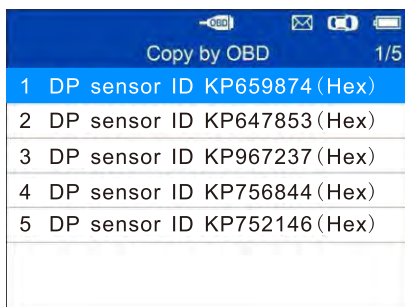 OBD
Copy by OBD 1/5
1 DP sensor ID KP659874(Hex)
2 DP sensor ID KP647853(Hex)
3 DP sensor ID KP967237(Hex)
4 DP sensor ID KP756844(Hex)
5 DP sensor ID KP752146(Hex)